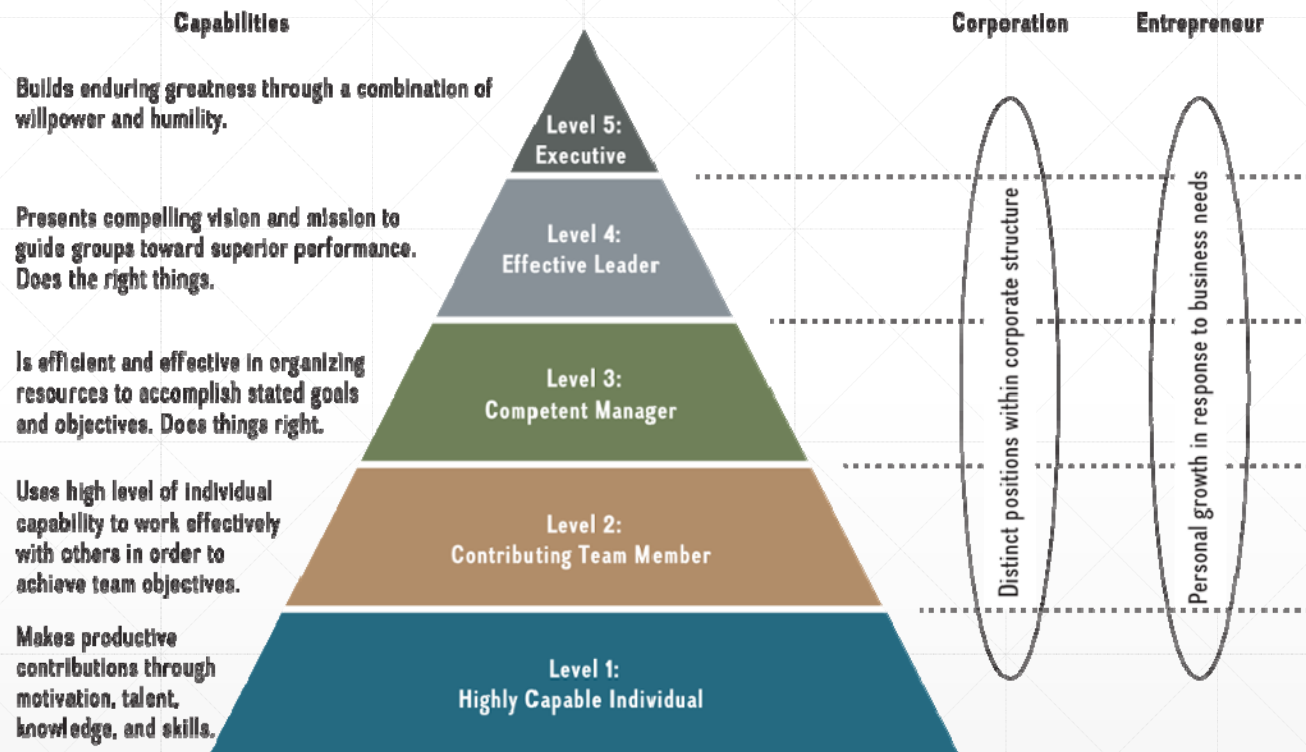 Capabilities
Corporation
Entrepreneur
Builds enduring greatness through a combination of
willpower and humility.
Level 5:
Executive
Presents compelling vision and mission to
guide groups toward superior performance.
Does the right things.
Level 4:
Effective Leader
Is efficient and effective in organizing
resources to accomplish stated goals
and objectives. Does things right.
Level 3:
Competent Manager
Uses high level of individual
capability to work effectively
with others in order to
achieve team objectives.
Level 2:
Contributing Team Member
Makes productive
contributions through
motivation, talent,
knowledge, and skills.
Level 1:
Highly Capable Individual
Distinct positions within corporate structure
Personal growth in response to business needs